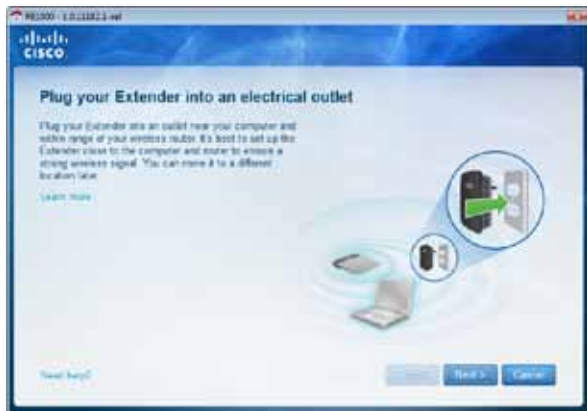 CISCO
Plug your Extender into an electrical outlet
Plug your Extender into an outlet near your computer and
within range of your wireless router. It's best to set up the
Extender close to the computer and router to ensure a
strong wireless signal. You can move it to a different
location later.
Learn more
Need help?
Next >
Cancel